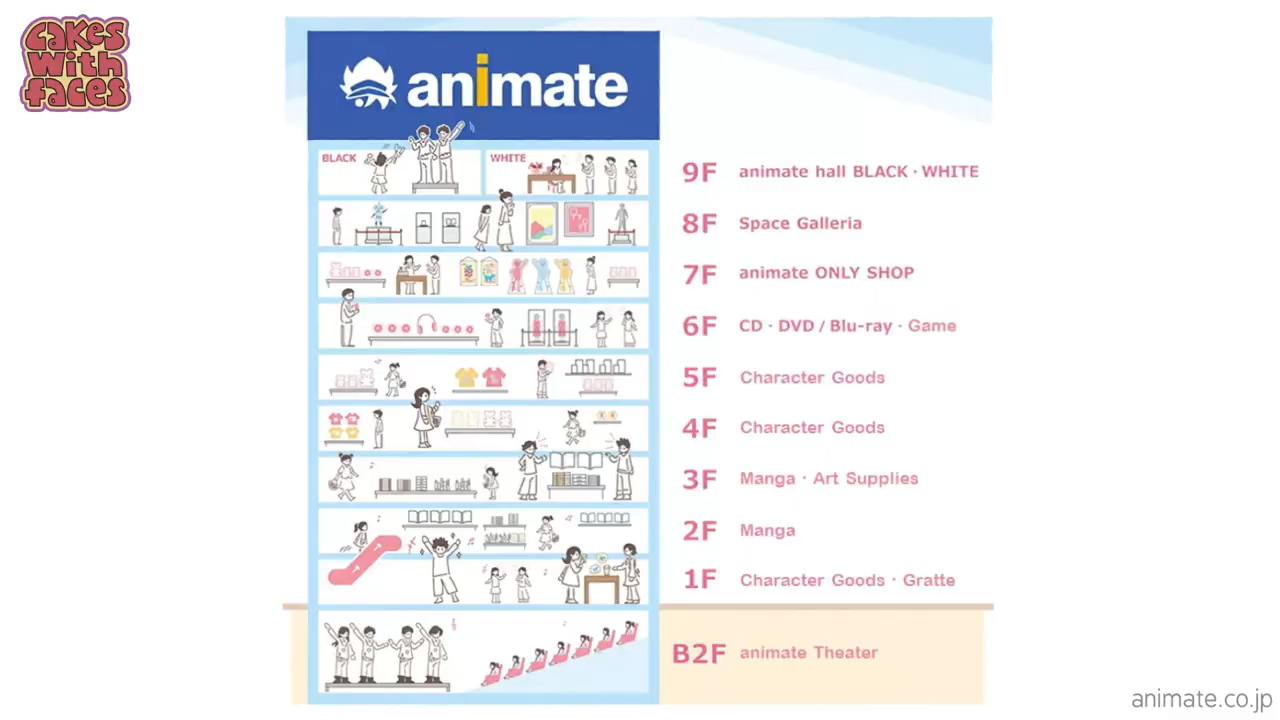 Cakes
With
faces
animate
BLACK
WHITE
9F animate hall BLACK・WHITE
8F Space Galleria
7F animate ONLY SHOP
6F CD・DVD / Blu-ray・Game
5F Character Goods
4F Character Goods
3F Manga・Art Supplies
2F Manga
1F Character Goods・Gratte
B2F animate Theater
animate.co.jp